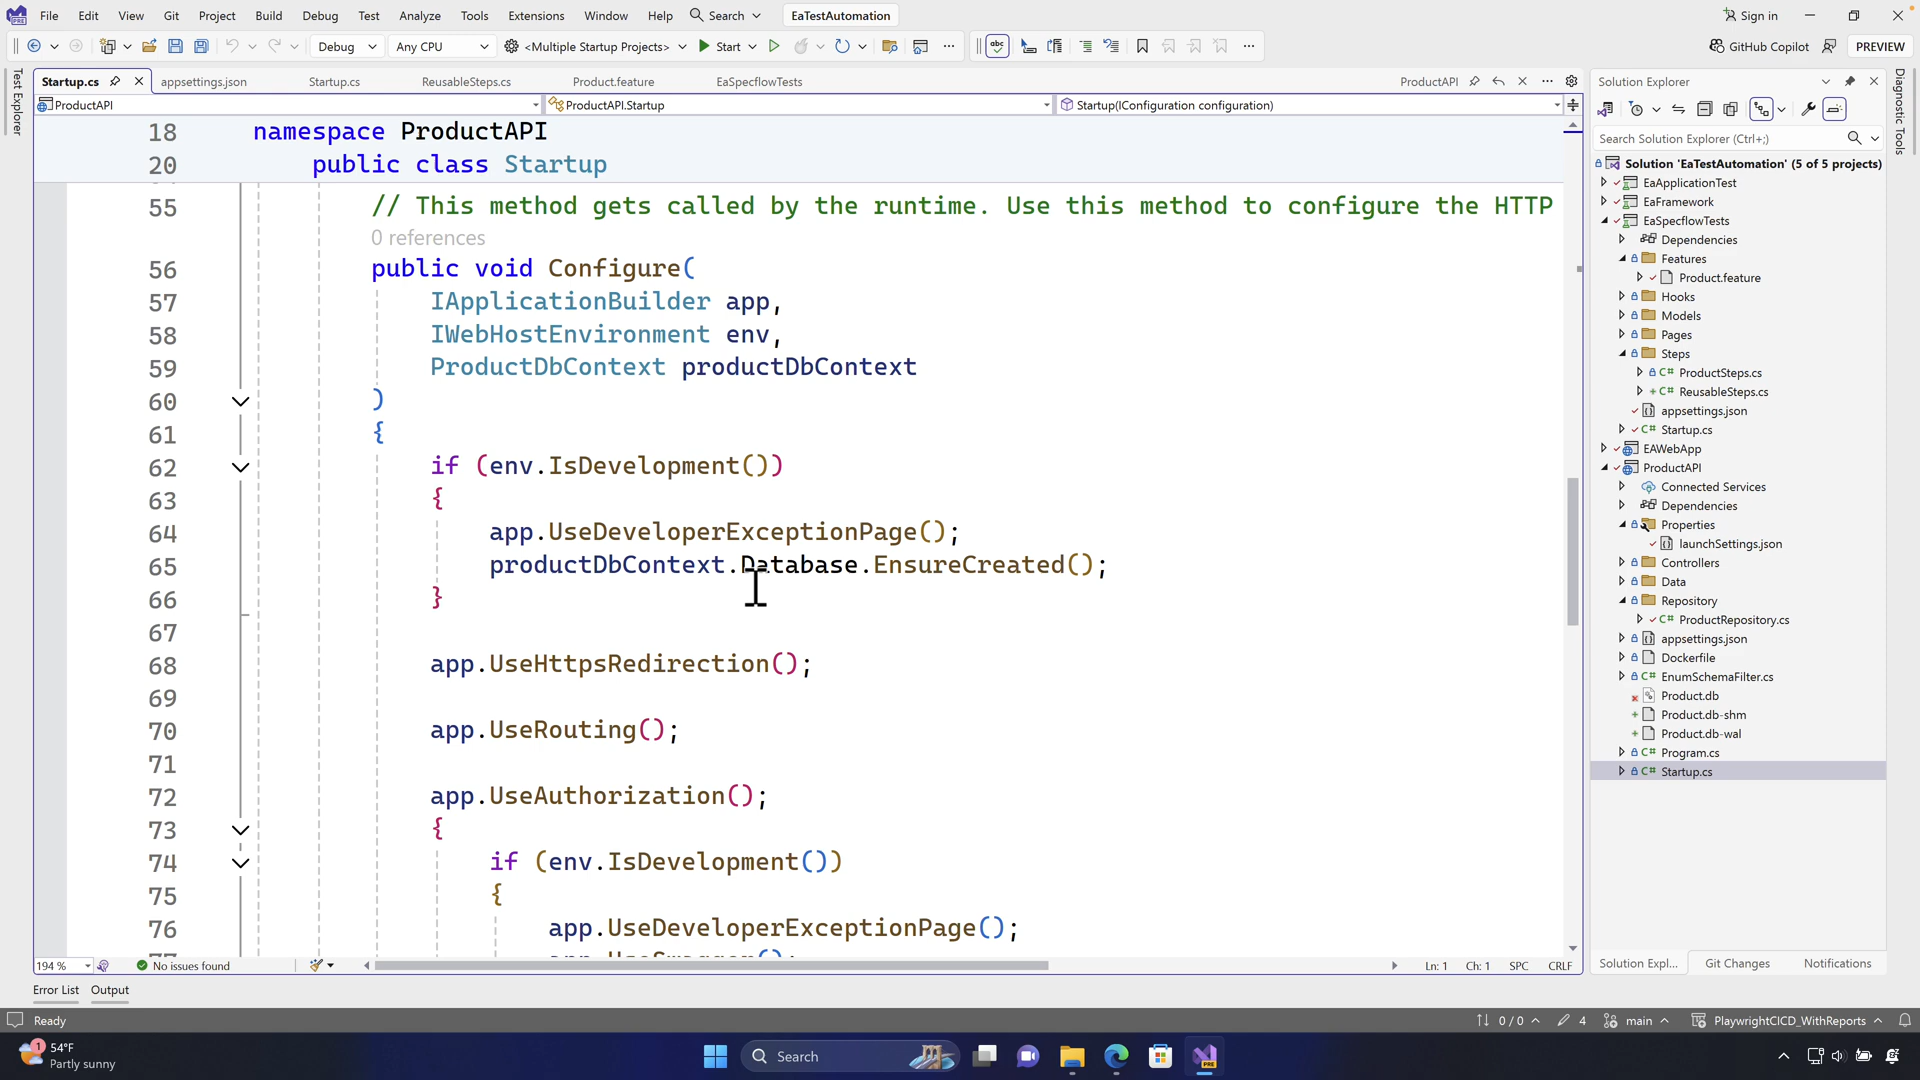 File Edit View Git Project Build Debug Test Analyze Tools Extensions Window Help Search EaTestAutomation Sign in
Debug Any CPU <Multiple Startup Projects> Start abc GitHub Copilot PREVIEW
Test Explorer
Startup.cs appsettings.json Startup.cs ReusableSteps.cs Product.feature EaSpecflowTests ProductAPI
ProductAPI ProductAPI.Startup Startup(IConfiguration configuration)
18 namespace ProductAPI
20 public class Startup
55 // This method gets called by the runtime. Use this method to configure the HTTP
0 references
56 public void Configure(
57 IApplicationBuilder app,
58 IWebHostEnvironment env,
59 ProductDbContext productDbContext
60 )
61 {
62 if (env.IsDevelopment())
63 {
64 app.UseDeveloperExceptionPage();
65 productDbContext.Database.EnsureCreated();
66 }
67
68 app.UseHttpsRedirection();
69
70 app.UseRouting();
71
72 app.UseAuthorization();
73 {
74 if (env.IsDevelopment())
75 {
76 app.UseDeveloperExceptionPage();
77 app.UseSwagger();
194 % No issues found Ln: 1 Ch: 1 SPC CRLF
Error List Output
Solution Explorer
Search Solution Explorer (Ctrl+;)
Solution 'EaTestAutomation' (5 of 5 projects)
EaApplicationTest
EaFramework
EaSpecflowTests
Dependencies
Features
Product.feature
Hooks
Models
Pages
Steps
C# ProductSteps.cs
C# ReusableSteps.cs
appsettings.json
C# Startup.cs
EAWebApp
ProductAPI
Connected Services
Dependencies
Properties
launchSettings.json
Controllers
Data
Repository
C# ProductRepository.cs
appsettings.json
Dockerfile
C# EnumSchemaFilter.cs
Product.db
Product.db-shm
Product.db-wal
C# Program.cs
C# Startup.cs
Solution Expl... Git Changes Notifications
Diagnostic Tools
Ready 0 / 0 4 main PlaywrightCICD_WithReports
1 54°F
Partly sunny
Search
PRE